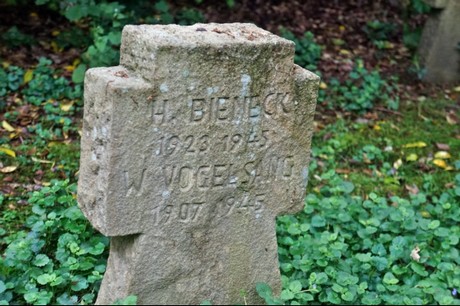 H. BIENECK
1923 1945
W. VOGELSANG
1907 1945